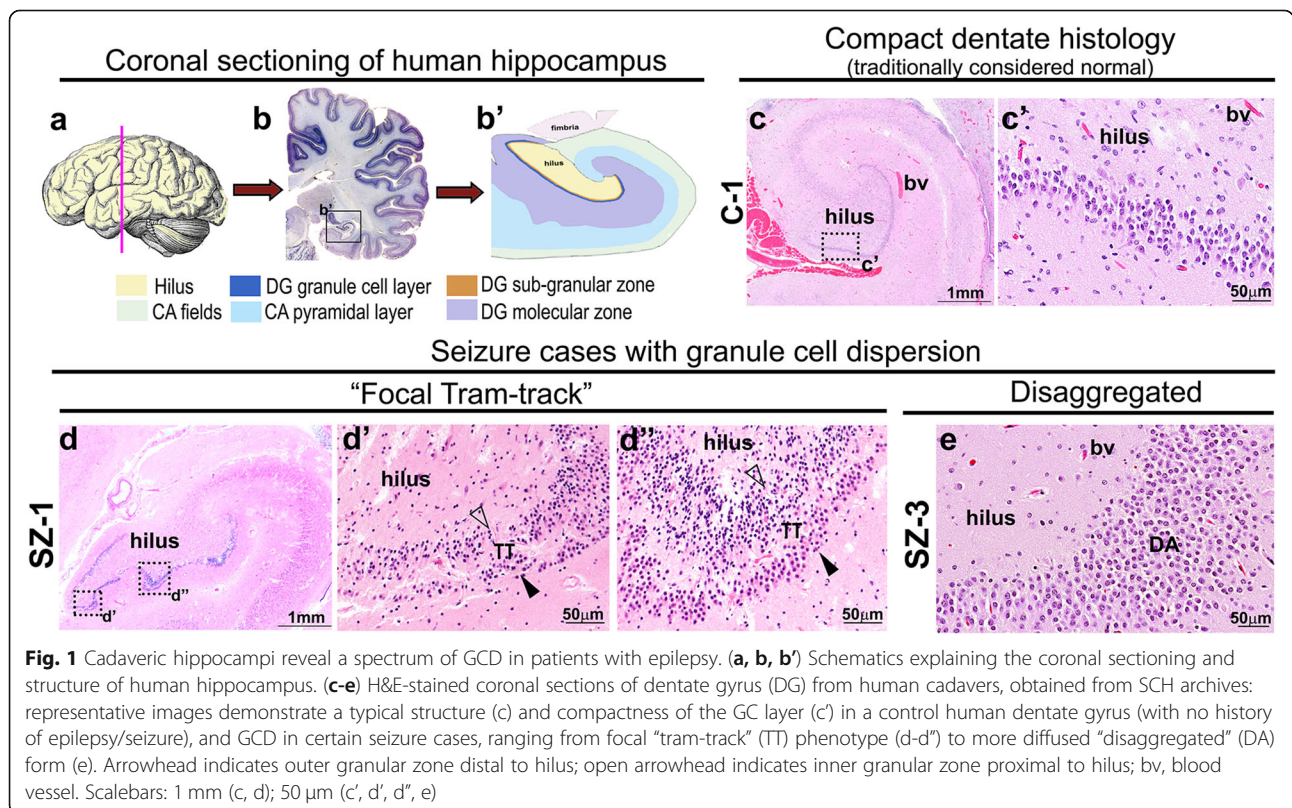 Coronal sectioning of human hippocampus
Compact dentate histology
(traditionally considered normal)
a
b
b'
b'
fimbria
hilus
Hilus
DG granule cell layer
DG sub-granular zone
CA fields
CA pyramidal layer
DG molecular zone
C-1
c
bv
hilus
c'
1mm
c'
hilus
bv
50μm
Seizure cases with granule cell dispersion
"Focal Tram-track"
Disaggregated
SZ-1
d
hilus
d'
d''
1mm
d'
hilus
TT
50μm
d''
hilus
TT
50μm
SZ-3
e
bv
hilus
DA
50μm
Fig. 1 Cadaveric hippocampi reveal a spectrum of GCD in patients with epilepsy. (a, b, b') Schematics explaining the coronal sectioning and
structure of human hippocampus. (c-e) H&E-stained coronal sections of dentate gyrus (DG) from human cadavers, obtained from SCH archives:
representative images demonstrate a typical structure (c) and compactness of the GC layer (c') in a control human dentate gyrus (with no history
of epilepsy/seizure), and GCD in certain seizure cases, ranging from focal "tram-track" (TT) phenotype (d-d'') to more diffused "disaggregated" (DA)
form (e). Arrowhead indicates outer granular zone distal to hilus; open arrowhead indicates inner granular zone proximal to hilus; bv, blood
vessel. Scalebars: 1 mm (c, d); 50 μm (c', d', d'', e)